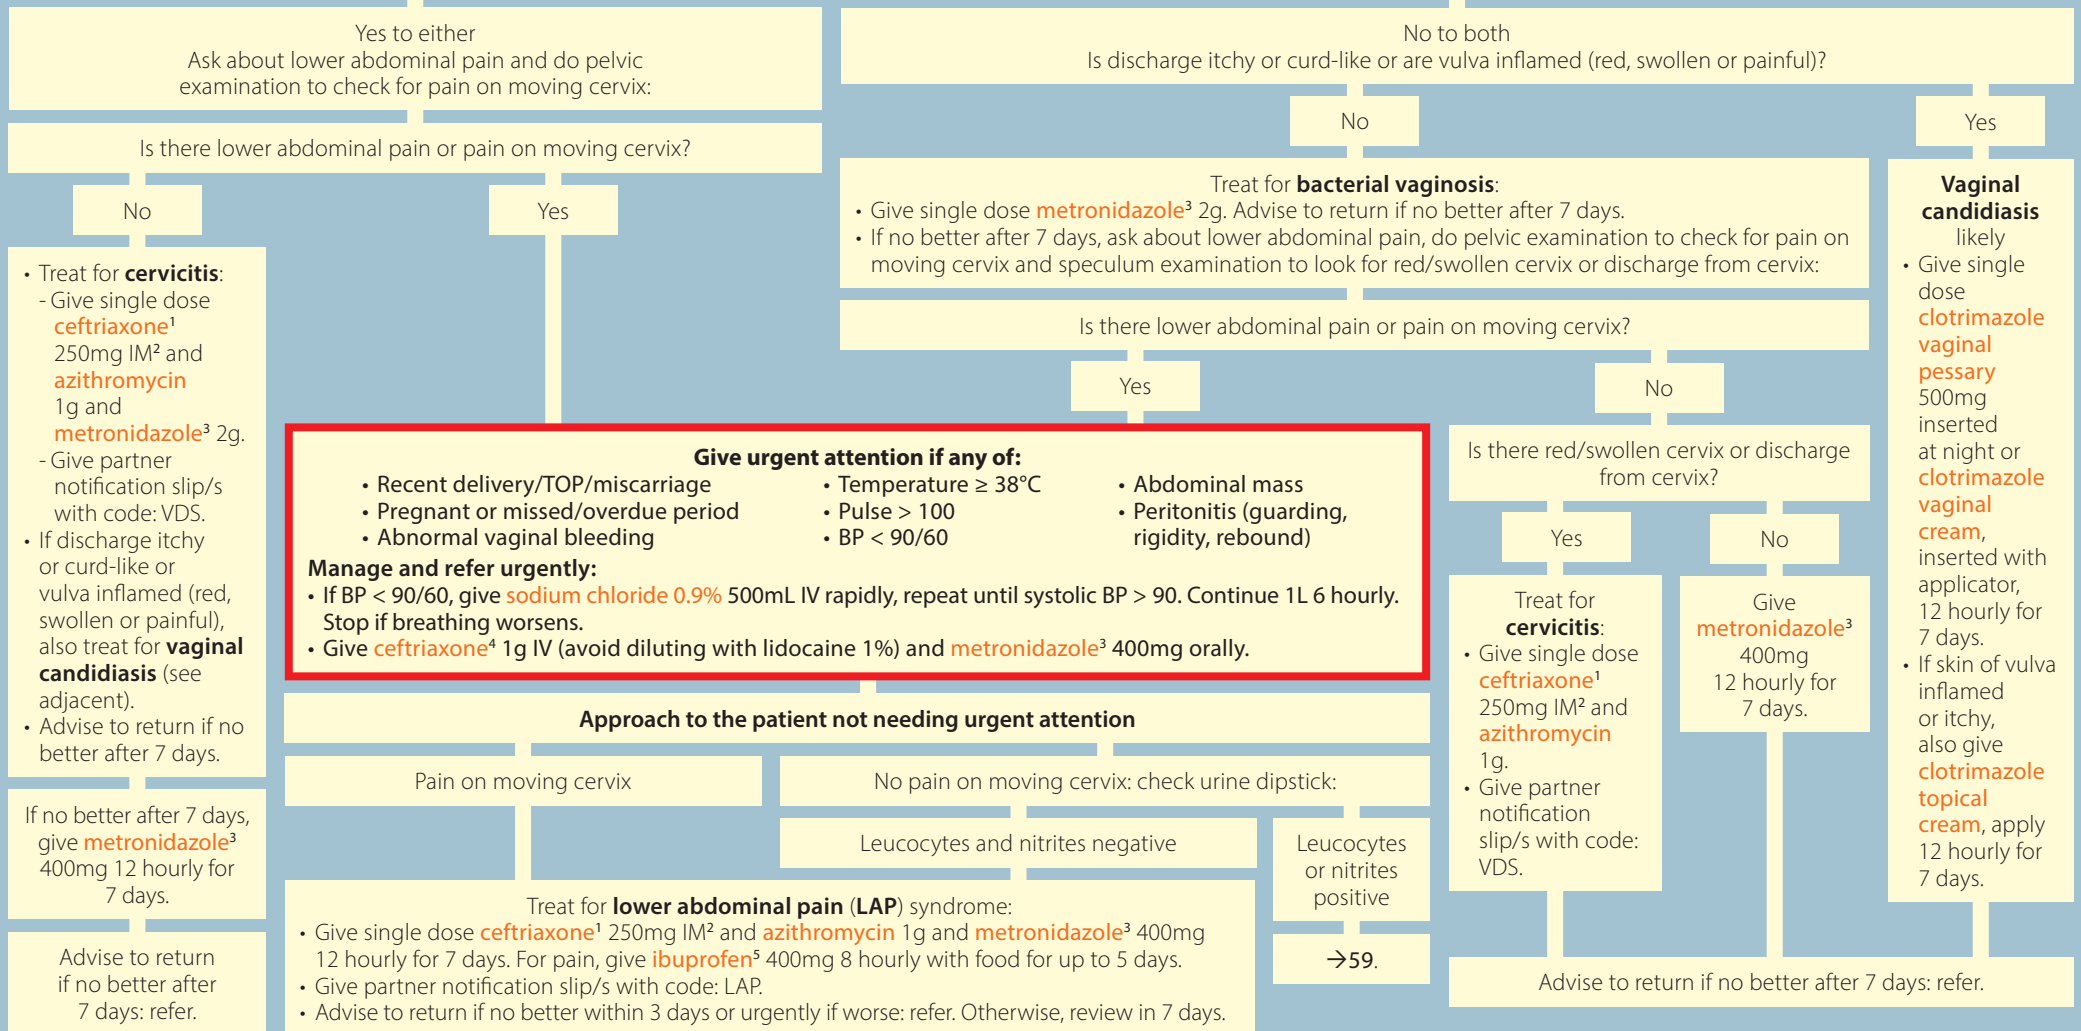 Yes to either
Ask about lower abdominal pain and do pelvic
examination to check for pain on moving cervix:
Is there lower abdominal pain or pain on moving cervix?
No
• Treat for cervicitis:
- Give single dose
ceftriaxone¹
250mg IM² and
azithromycin
1g and
metronidazole³ 2g.
- Give partner
notification slip/s
with code: VDS.
• If discharge itchy
or curd-like or
vulva inflamed (red,
swollen or painful),
also treat for vaginal
candidiasis (see
adjacent).
• Advise to return if no
better after 7 days.
If no better after 7 days,
give metronidazole³
400mg 12 hourly for
7 days.
Advise to return
if no better after
7 days: refer.
Yes
No to both
Is discharge itchy or curd-like or are vulva inflamed (red, swollen or painful)?
No
Treat for bacterial vaginosis:
• Give single dose metronidazole³ 2g. Advise to return if no better after 7 days.
• If no better after 7 days, ask about lower abdominal pain, do pelvic examination to check for pain on
moving cervix and speculum examination to look for red/swollen cervix or discharge from cervix:
Is there lower abdominal pain or pain on moving cervix?
Yes
Give urgent attention if any of:
• Recent delivery/TOP/miscarriage
• Pregnant or missed/overdue period
• Abnormal vaginal bleeding
• Temperature ≥ 38°C
• Pulse > 100
• BP < 90/60
• Abdominal mass
• Peritonitis (guarding,
rigidity, rebound)
Manage and refer urgently:
• If BP < 90/60, give sodium chloride 0.9% 500mL IV rapidly, repeat until systolic BP > 90. Continue 1L 6 hourly.
Stop if breathing worsens.
• Give ceftriaxone⁴ 1g IV (avoid diluting with lidocaine 1%) and metronidazole³ 400mg orally.
Approach to the patient not needing urgent attention
Pain on moving cervix
No pain on moving cervix: check urine dipstick:
Leucocytes and nitrites negative
Leucocytes
or nitrites
positive
→59.
Treat for lower abdominal pain (LAP) syndrome:
• Give single dose ceftriaxone¹ 250mg IM² and azithromycin 1g and metronidazole³ 400mg
12 hourly for 7 days. For pain, give ibuprofen⁵ 400mg 8 hourly with food for up to 5 days.
• Give partner notification slip/s with code: LAP.
• Advise to return if no better within 3 days or urgently if worse: refer. Otherwise, review in 7 days.
No
Is there red/swollen cervix or discharge
from cervix?
Yes
Treat for
cervicitis:
• Give single dose
ceftriaxone¹
250mg IM² and
azithromycin
1g.
• Give partner
notification
slip/s with code:
VDS.
No
Give
metronidazole³
400mg
12 hourly for
7 days.
Yes
Vaginal
candidiasis
likely
• Give single
dose
clotrimazole
vaginal
pessary
500mg
inserted
at night or
clotrimazole
vaginal
cream,
inserted with
applicator,
12 hourly for
7 days.
• If skin of vulva
inflamed
or itchy,
also give
clotrimazole
topical
cream, apply
12 hourly for
7 days.
Advise to return if no better after 7 days: refer.